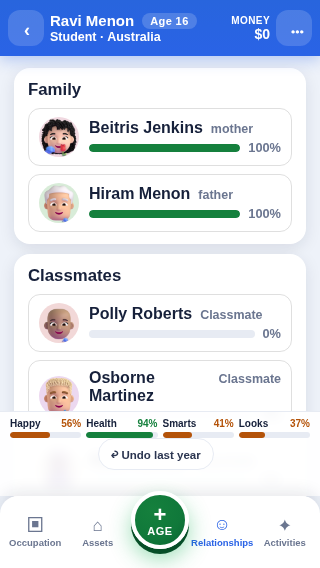 Ravi Menon Age 16
Student · Australia
MONEY
$0
Family
Beitris Jenkins mother
100%
Hiram Menon father
100%
Classmates
Polly Roberts Classmate
0%
Osborne Martinez Classmate
Happy 56% Health 94% Smarts 41% Looks 37%
Undo last year
+
AGE
Occupation Assets Relationships Activities